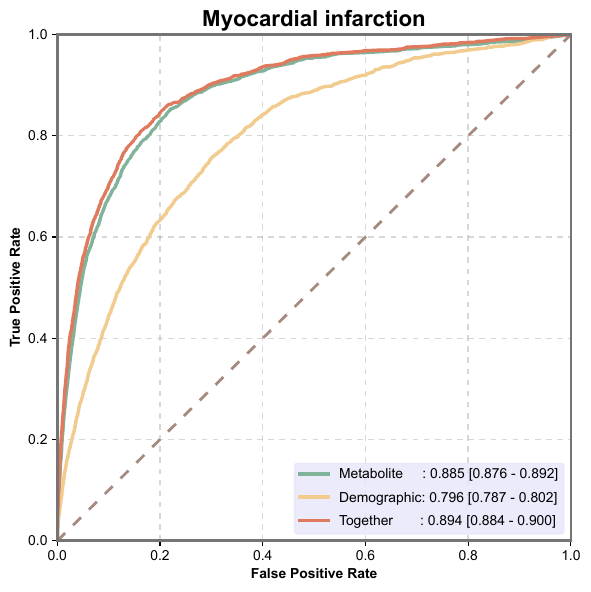 Myocardial infarction
1.0
0.8
0.6
0.4
0.2
0.0
True Positive Rate
Metabolite : 0.885 [0.876 - 0.892]
Demographic: 0.796 [0.787 - 0.802]
Together : 0.894 [0.884 - 0.900]
0.0 0.2 0.4 0.6 0.8 1.0
False Positive Rate